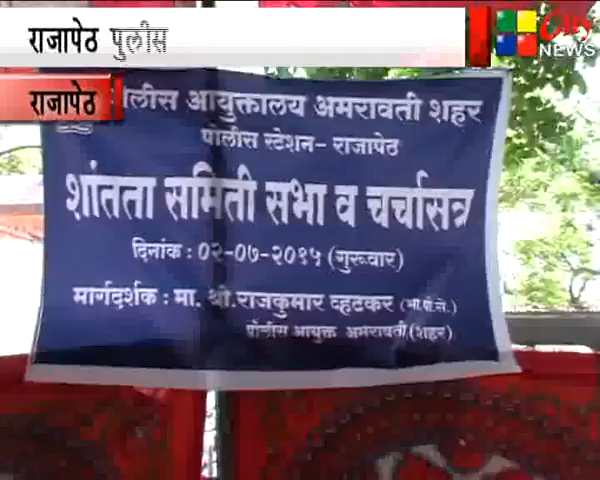 राजापेठ पुलीस
City
NEWS
राजापेठ
पोलीस आयुक्तालय अमरावती शहर
पोलीस स्टेशन- राजापेठ
शांतता समिती सभा व चर्चासत्र
दिनांक : ०२-०७-२०१५ (गुरूवार)
मार्गदर्शक : मा. श्री.राजकुमार व्हटकर (भा.पो.से.)
पोलीस आयुक्त अमरावती.(शहर)